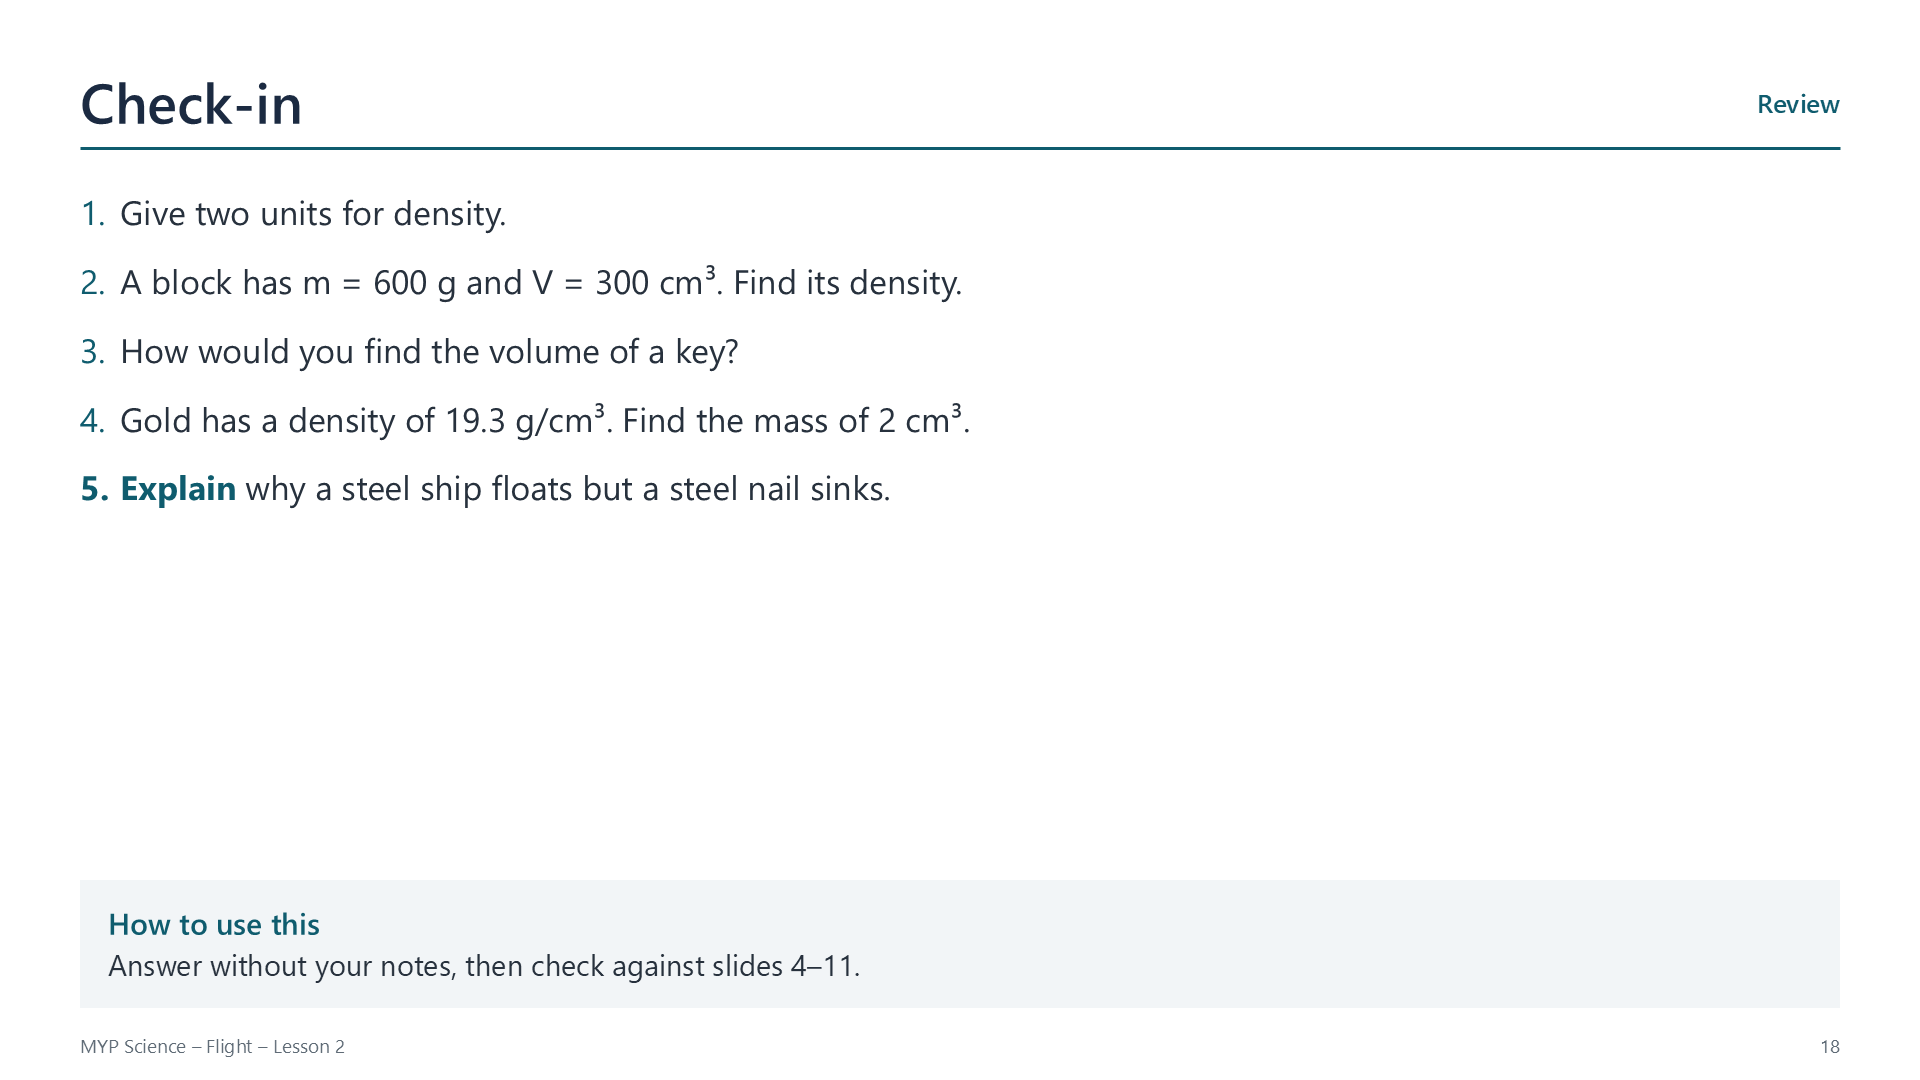 Check-in
Review
1. Give two units for density.
2. A block has m = 600 g and V = 300 cm³. Find its density.
3. How would you find the volume of a key?
4. Gold has a density of 19.3 g/cm³. Find the mass of 2 cm³.
5. Explain why a steel ship floats but a steel nail sinks.
How to use this
Answer without your notes, then check against slides 4–11.
MYP Science – Flight – Lesson 2
18